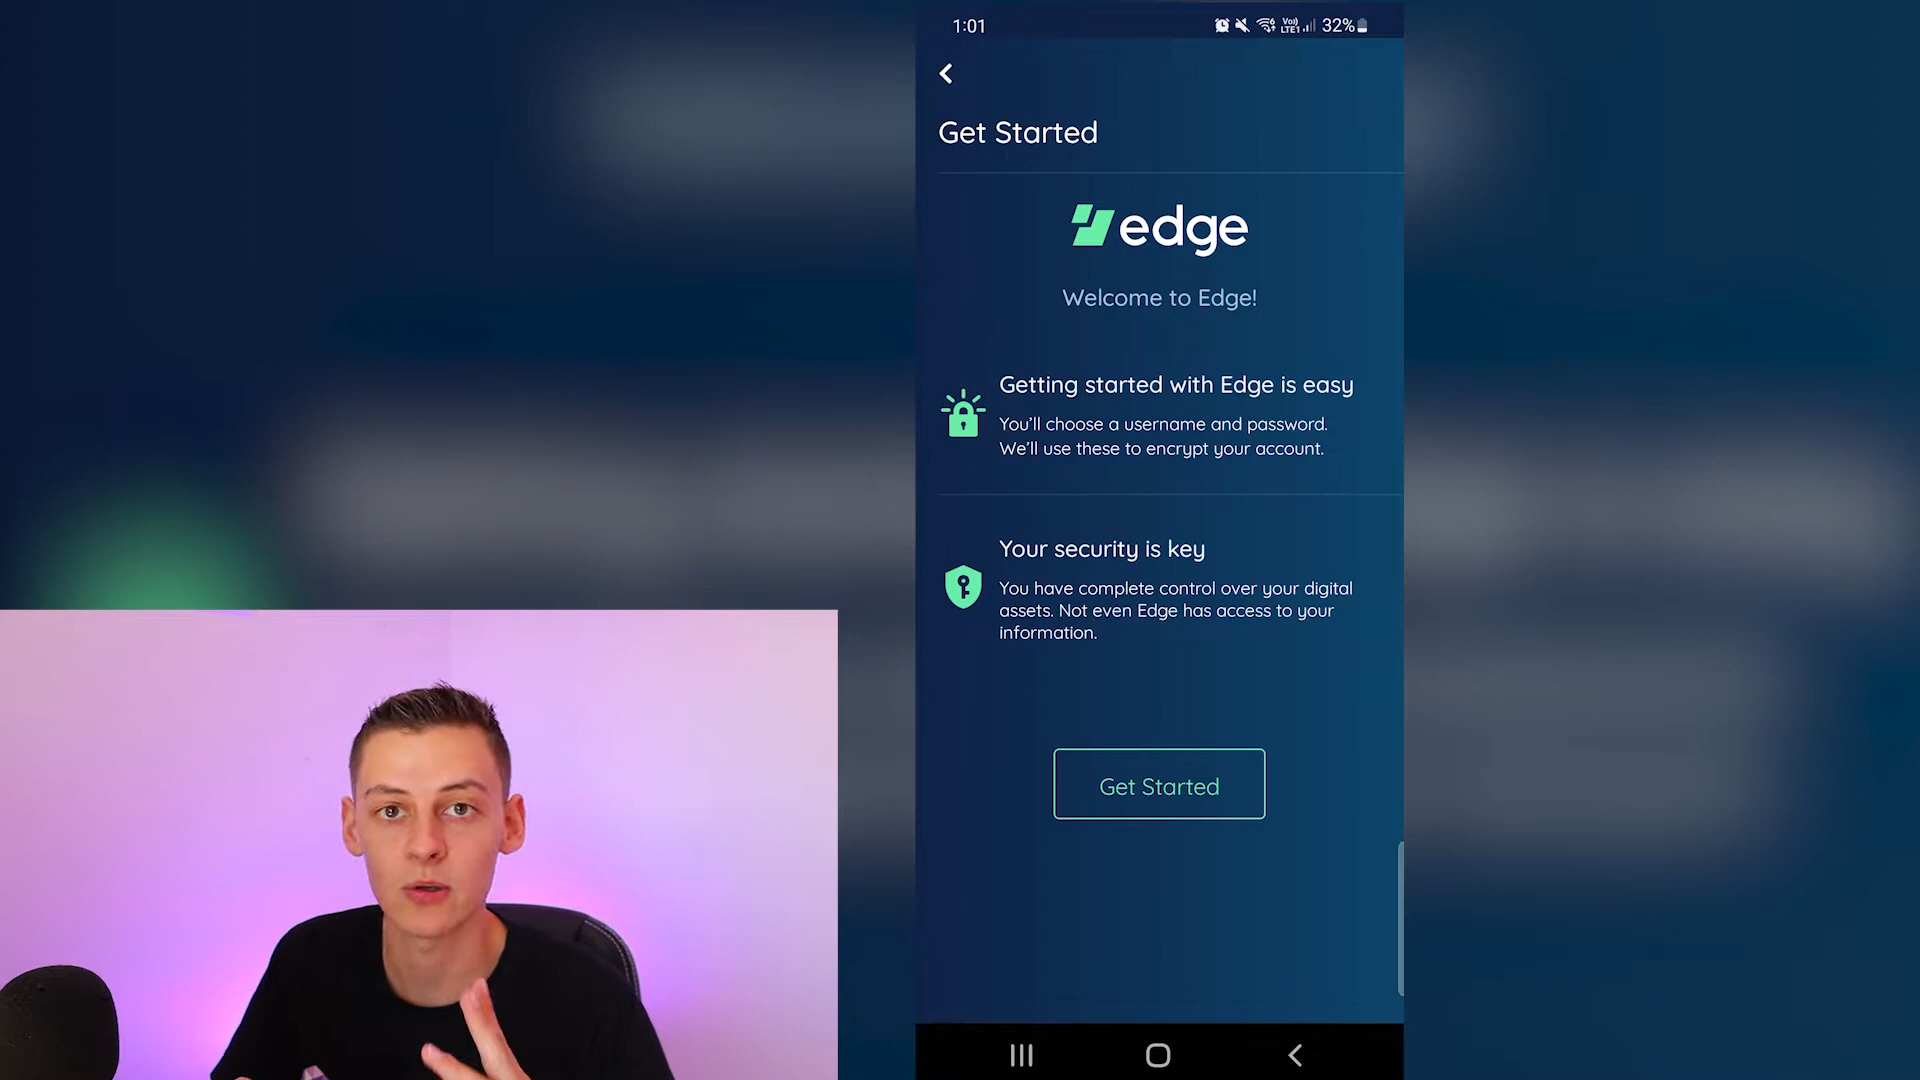 1:01
Vo))
LTE1
32%
Get Started
edge
Welcome to Edge!
Getting started with Edge is easy
You'll choose a username and password.
We'll use these to encrypt your account.
Your security is key
You have complete control over your digital
assets. Not even Edge has access to your
information.
Get Started